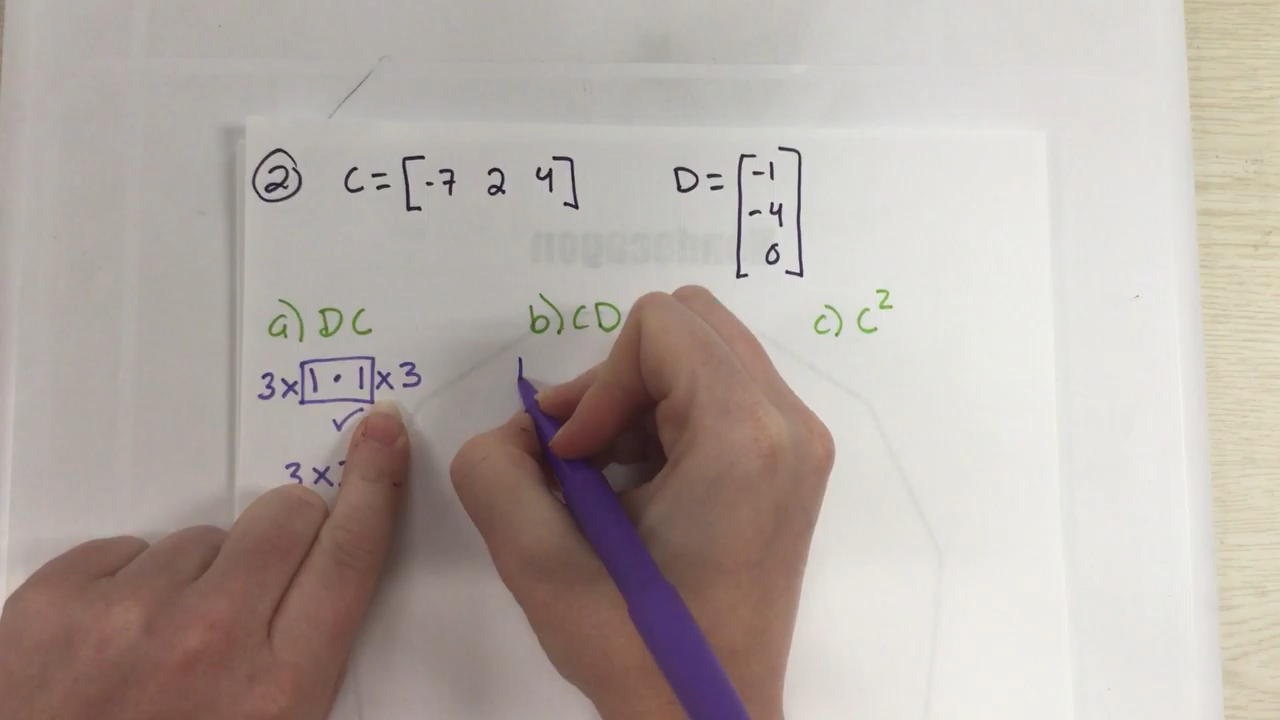 ② C = [-7 2 4] D = [-1
-4
0]
a) DC b) CD c) C²
3 x 1 · 1 x 3 ✓
3 x